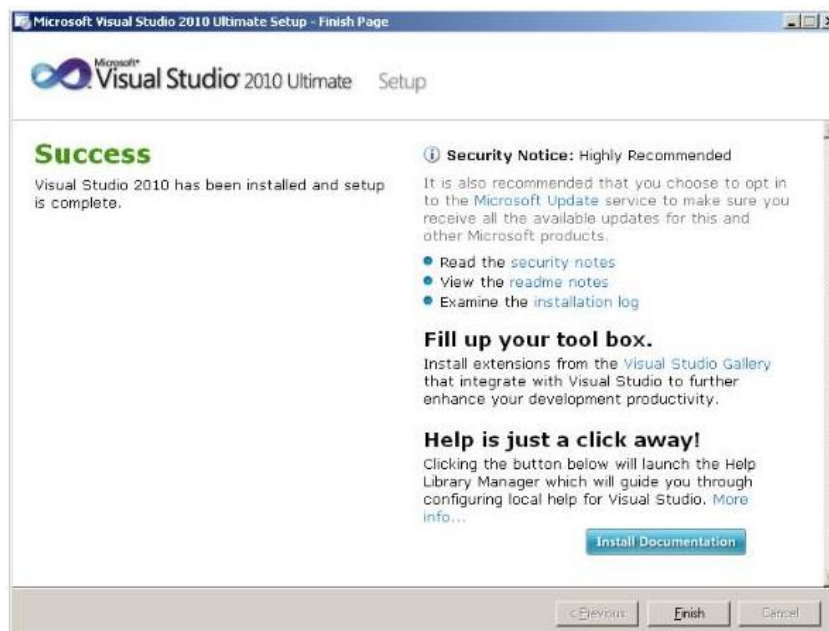 Microsoft Visual Studio 2010 Ultimate Setup - Finish Page
Microsoft®
Visual Studio® 2010 Ultimate Setup
Success
Visual Studio 2010 has been installed and setup
is complete.
Security Notice: Highly Recommended
It is also recommended that you choose to opt in
to the Microsoft Update service to make sure you
receive all the available updates for this and
other Microsoft products.
Read the security notes
View the readme notes
Examine the installation log
Fill up your tool box.
Install extensions from the Visual Studio Gallery
that integrate with Visual Studio to further
enhance your development productivity.
Help is just a click away!
Clicking the button below will launch the Help
Library Manager which will guide you through
configuring local help for Visual Studio. More
info...
Install Documentation
< Previous
Finish
Cancel